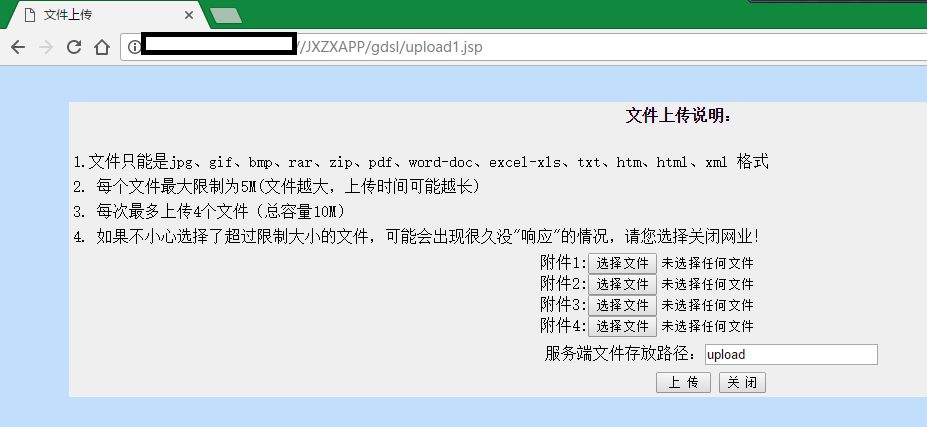 文件上传
//JXZXAPP/gdsl/upload1.jsp
文件上传说明：
1.文件只能是jpg、gif、bmp、rar、zip、pdf、word-doc、excel-xls、txt、htm、html、xml 格式
2. 每个文件最大限制为5M(文件越大，上传时间可能越长)
3. 每次最多上传4个文件（总容量10M）
4. 如果不小心选择了超过限制大小的文件，可能会出现很久没"响应"的情况，请您选择关闭网业！
附件1: 选择文件 未选择任何文件
附件2: 选择文件 未选择任何文件
附件3: 选择文件 未选择任何文件
附件4: 选择文件 未选择任何文件
服务端文件存放路径： upload
上 传 关 闭